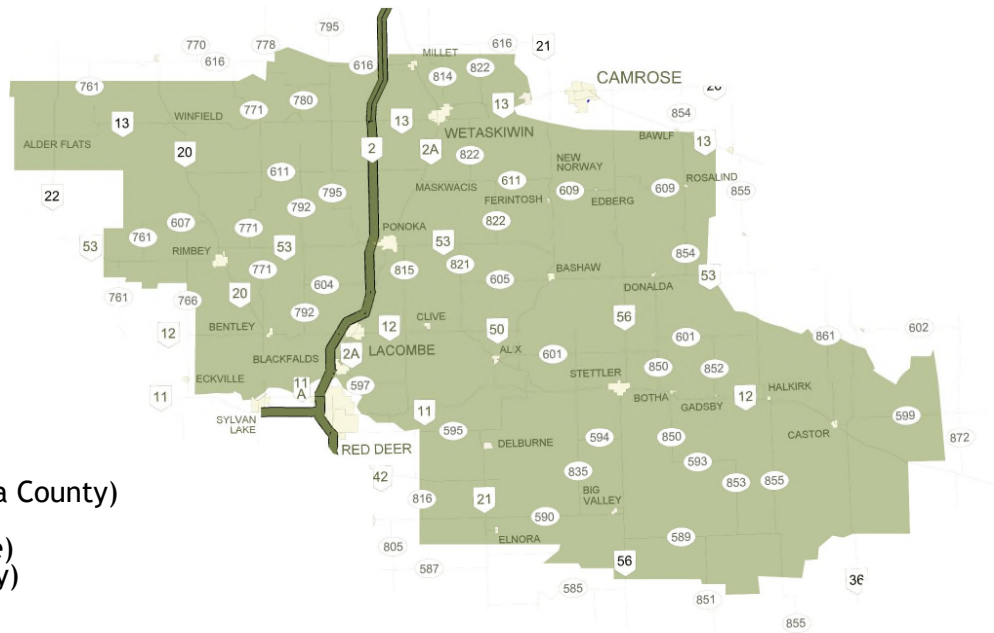 795
770
778
616
21
616
MILLET
616
822
814
CAMROSE
761
780
771
13
854
13
WINFIELD
13
WETASKIWIN
BAWLF
13
ALDER FLATS
20
2
2A
822
NEW
NORWAY
611
MASKWACIS
611
609
609
ROSALIND
855
22
795
FERINTOSH
EDBERG
792
607
771
822
761
PONOKA
53
RIMBEY
53
53
854
771
815
821
BASHAW
605
53
604
DONALDA
761
766
20
792
CLIVE
56
BENTLEY
12
12
50
861
602
LACOMBE
601
BLACKFALDS
2A
AL X
601
STETTLER
850
852
ECKVILLE
11
A
597
HALKIRK
11
BOTHA
GADSBY
12
11
599
SYLVAN
LAKE
595
CASTOR
RED DEER
DELBURNE
594
850
872
593
42
835
853
855
a County)
816
21
BIG
VALLEY
590
ELNORA
589
e)
805
y)
587
56
585
36
851
855